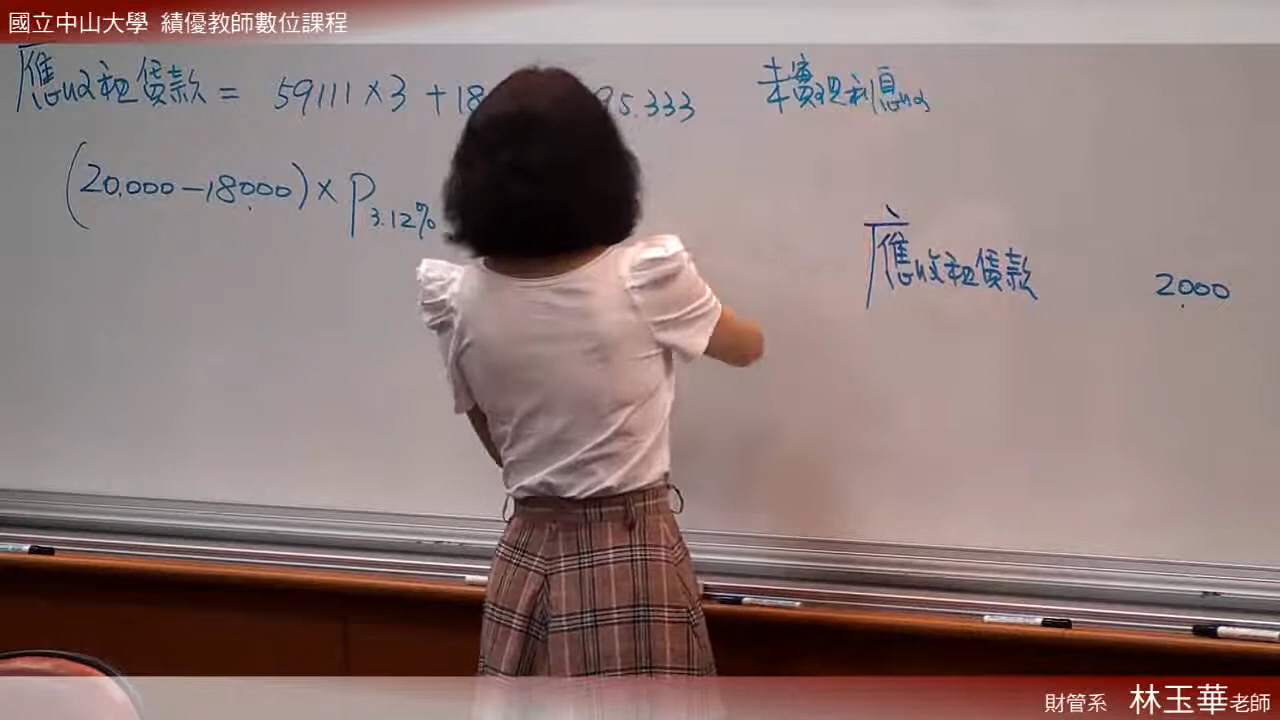 國立中山大學 績優教師數位課程
應收租賃款 = 59111×3+18 95.333 未實現利息收
(20,000-18,000)×P3.12%
應收租賃款 2,000
財管系 林玉華老師